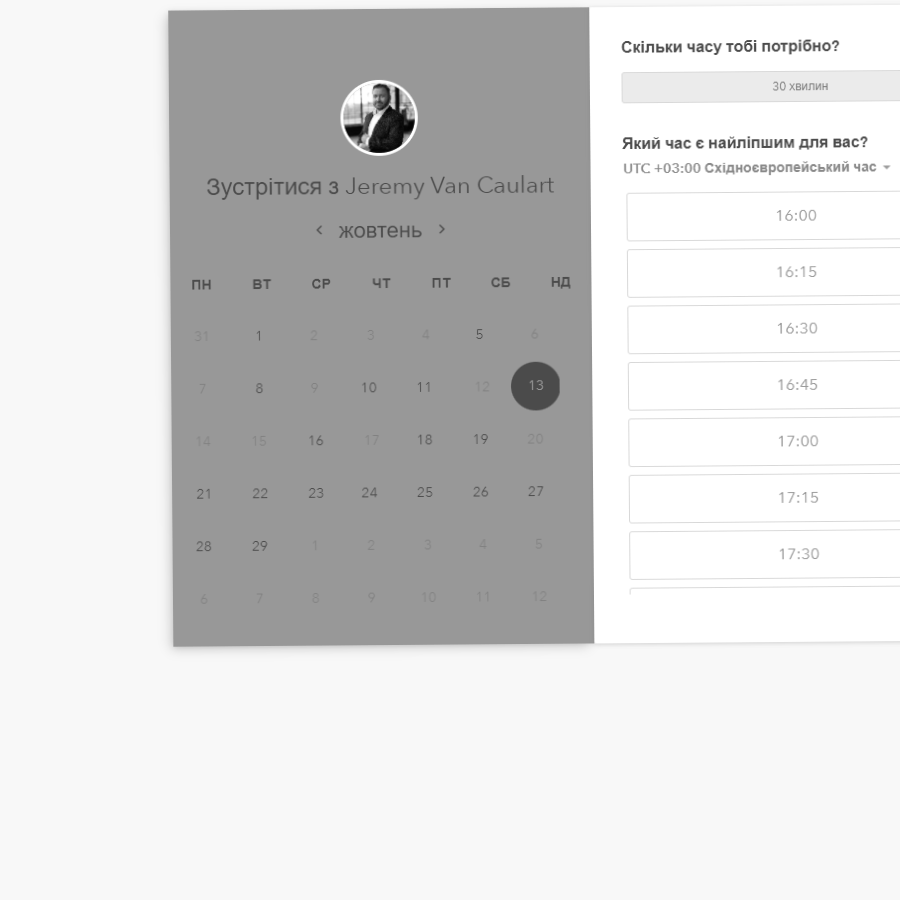 Зустрітися з Jeremy Van Caulart
жовтень
ПН ВТ СР ЧТ ПТ СБ НД
31 1 2 3 4 5 6
7 8 9 10 11 12 13
14 15 16 17 18 19 20
21 22 23 24 25 26 27
28 29 1 2 3 4 5
6 7 8 9 10 11 12
Скільки часу тобі потрібно?
30 хвилин
Який час є найліпшим для вас?
UTC +03:00 Східноєвропейський час
16:00
16:15
16:30
16:45
17:00
17:15
17:30